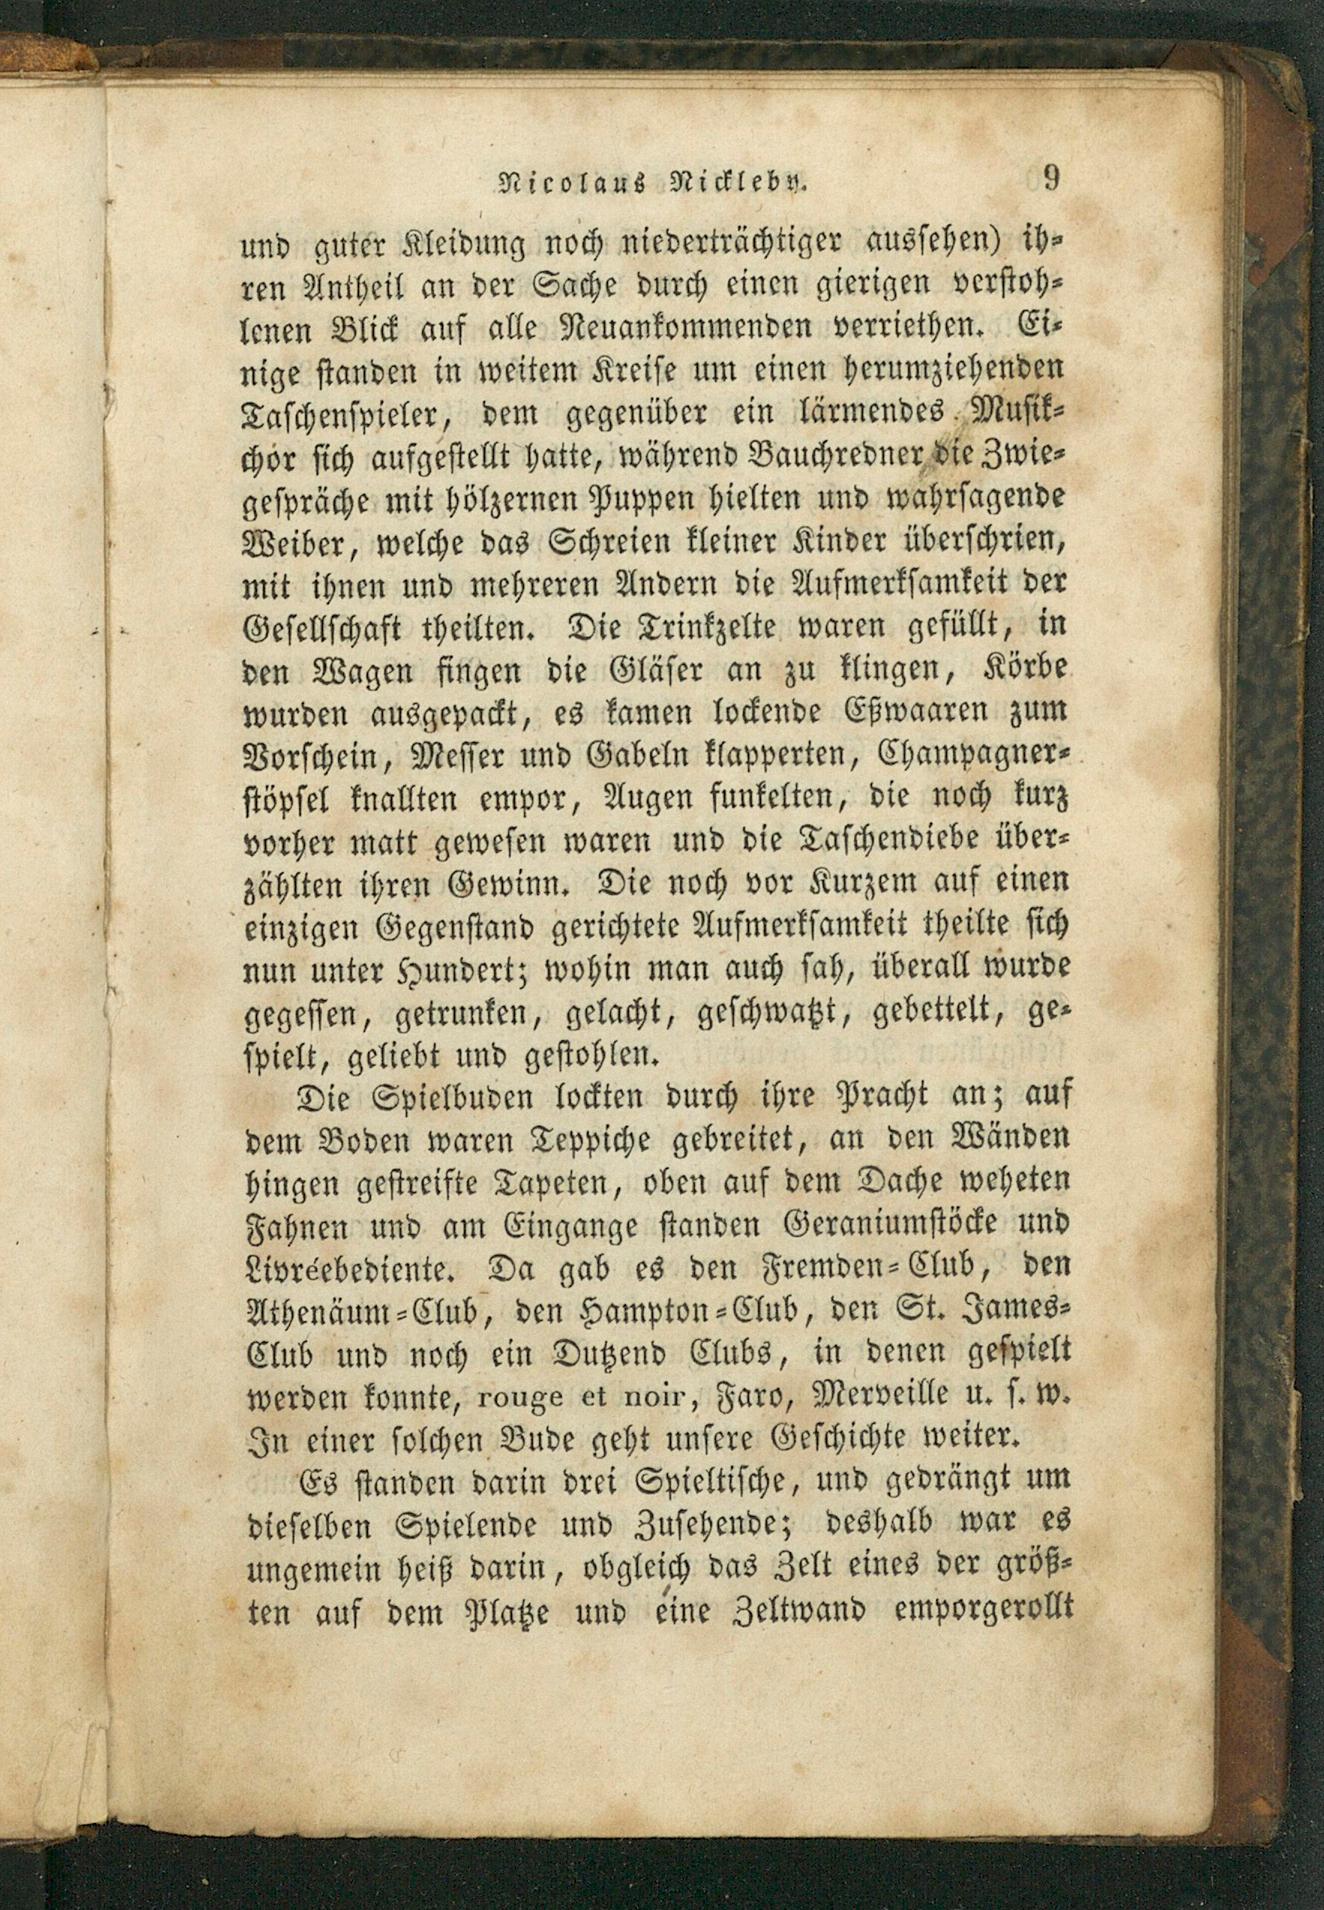 Nicolaus Nickleby. 9
und guter Kleidung noch niederträchtiger aussehen) ih-
ren Antheil an der Sache durch einen gierigen verstoh-
lenen Blick auf alle Neuankommenden verriethen. Ei-
nige standen in weitem Kreise um einen herumziehenden
Taschenspieler, dem gegenüber ein lärmendes Musik-
chor sich aufgestellt hatte, während Bauchredner die Zwie-
gespräche mit hölzernen Puppen hielten und wahrsagende
Weiber, welche das Schreien kleiner Kinder überschrien,
mit ihnen und mehreren Andern die Aufmerksamkeit der
Gesellschaft theilten. Die Trinkzelte waren gefüllt, in
den Wagen fingen die Gläser an zu klingen, Körbe
wurden ausgepackt, es kamen lockende Eßwaaren zum
Vorschein, Messer und Gabeln klapperten, Champagner-
stöpsel knallten empor, Augen funkelten, die noch kurz
vorher matt gewesen waren und die Taschendiebe über-
zählten ihren Gewinn. Die noch vor Kurzem auf einen
einzigen Gegenstand gerichtete Aufmerksamkeit theilte sich
nun unter Hundert; wohin man auch sah, überall wurde
gegessen, getrunken, gelacht, geschwatzt, gebettelt, ge-
spielt, geliebt und gestohlen.
Die Spielbuden lockten durch ihre Pracht an; auf
dem Boden waren Teppiche gebreitet, an den Wänden
hingen gestreifte Tapeten, oben auf dem Dache weheten
Fahnen und am Eingange standen Geraniumstöcke und
Livréebediente. Da gab es den Fremden-Club, den
Athenäum-Club, den Hampton-Club, den St. James-
Club und noch ein Dutzend Clubs, in denen gespielt
werden konnte, rouge et noir, Faro, Merveille u. s. w.
In einer solchen Bude geht unsere Geschichte weiter.
Es standen darin drei Spieltische, und gedrängt um
dieselben Spielende und Zusehende; deshalb war es
ungemein heiß darin, obgleich das Zelt eines der größ-
ten auf dem Platze und eine Zeltwand emporgerollt